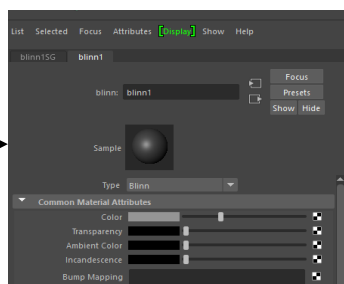 List Selected Focus Attributes [Display] Show Help
blinn1SG blinn1
Focus
blinn: blinn1
Presets
Show Hide
Sample
Type Blinn
Common Material Attributes
Color
Transparency
Ambient Color
Incandescence
Bump Mapping